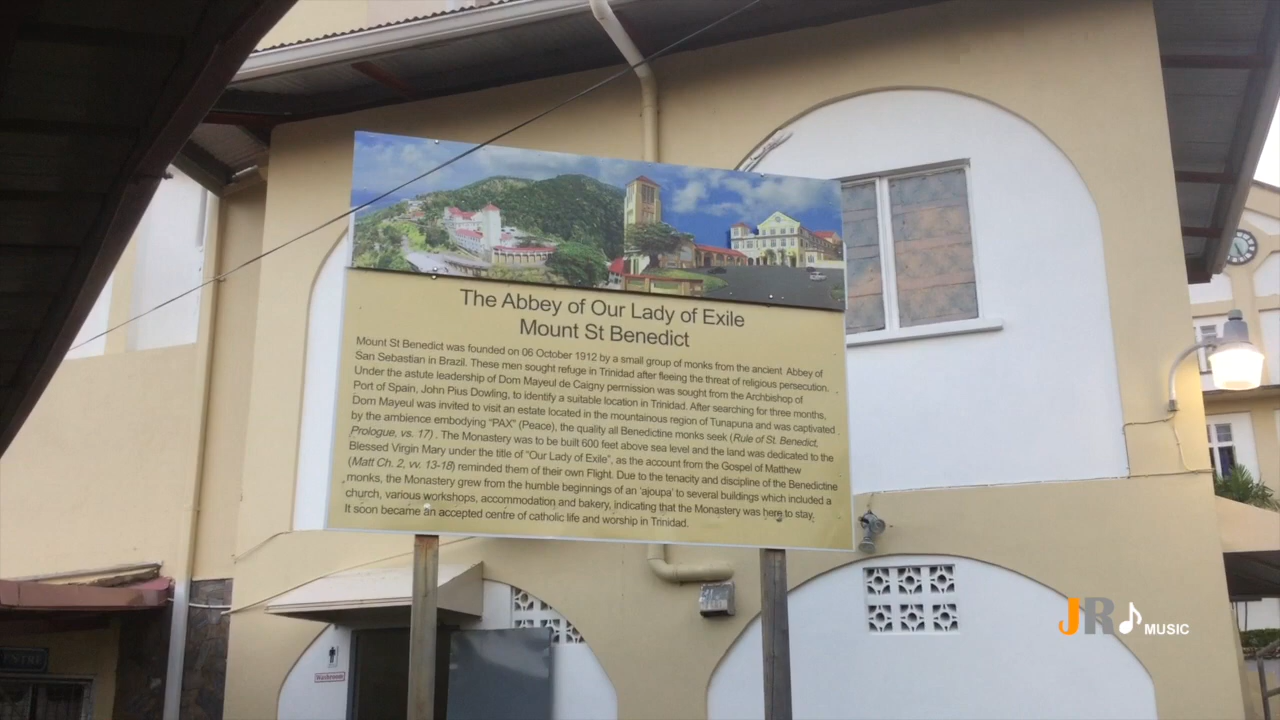 The Abbey of Our Lady of Exile
Mount St Benedict
Mount St Benedict was founded on 06 October 1912 by a small group of monks from the ancient Abbey of
San Sebastian in Brazil. These men sought refuge in Trinidad after fleeing the threat of religious persecution.
Under the astute leadership of Dom Mayeul de Caigny permission was sought from the Archbishop of
Port of Spain, John Pius Dowling, to identify a suitable location in Trinidad. After searching for three months,
Dom Mayeul was invited to visit an estate located in the mountainous region of Tunapuna and was captivated
by the ambience embodying "PAX" (Peace), the quality all Benedictine monks seek (Rule of St. Benedict,
Prologue, vs. 17). The Monastery was to be built 600 feet above sea level and the land was dedicated to the
Blessed Virgin Mary under the title of "Our Lady of Exile", as the account from the Gospel of Matthew
(Matt Ch. 2, vv. 13-18) reminded them of their own Flight. Due to the tenacity and discipline of the Benedictine
monks, the Monastery grew from the humble beginnings of an 'ajoupa' to several buildings which included a
church, various workshops, accommodation and bakery, indicating that the Monastery was here to stay.
It soon became an accepted centre of catholic life and worship in Trinidad.
Washroom
JR MUSIC